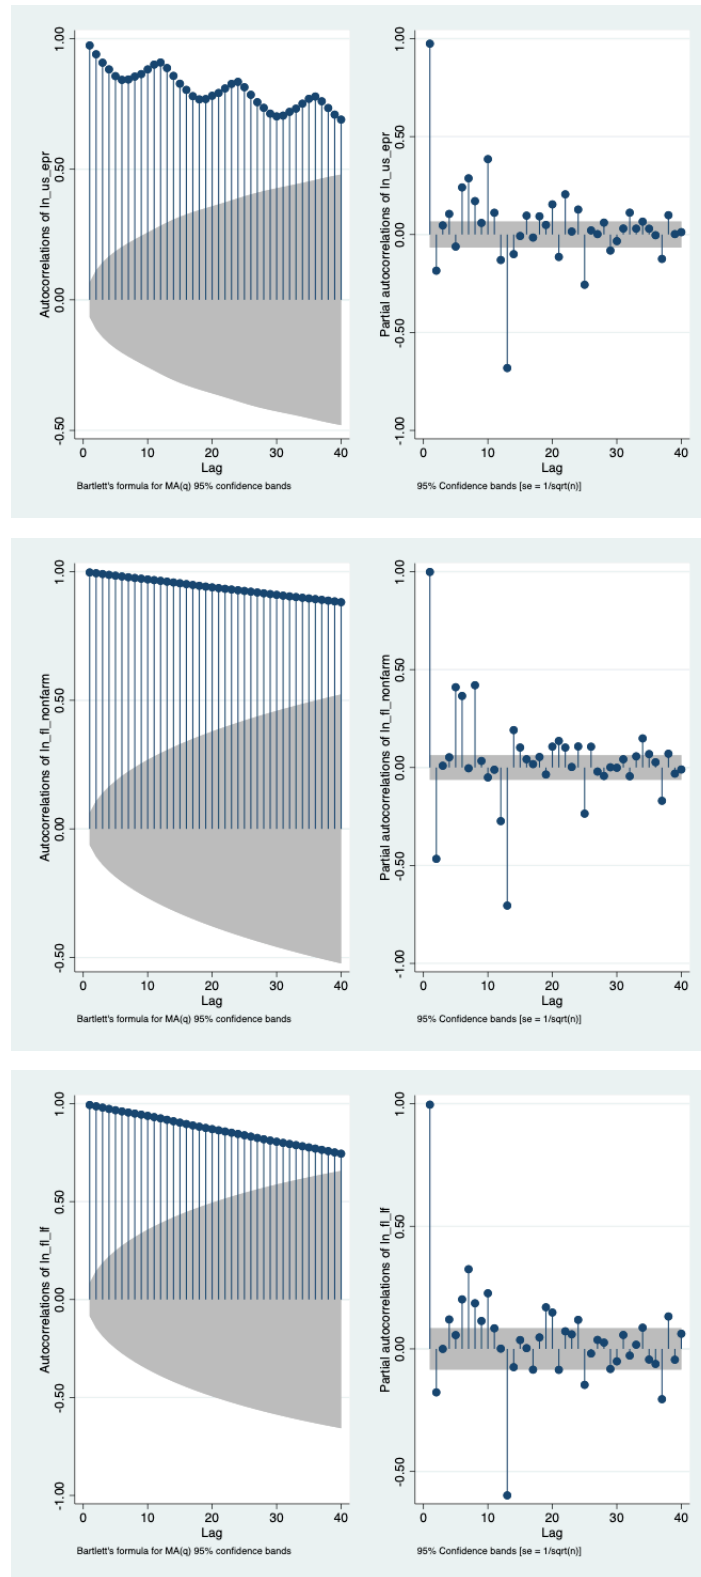 Autocorrelations of ln_us_epr
1.00
0.50
0.00
-0.50
0 10 20 30 40
Lag
Bartlett's formula for MA(q) 95% confidence bands
Partial autocorrelations of ln_us_epr
1.00
0.50
0.00
-0.50
-1.00
0 10 20 30 40
Lag
95% Confidence bands [se = 1/sqrt(n)]
Autocorrelations of ln_fl_nonfarm
1.00
0.50
0.00
-0.50
0 10 20 30 40
Lag
Bartlett's formula for MA(q) 95% confidence bands
Partial autocorrelations of ln_fl_nonfarm
1.00
0.50
0.00
-0.50
-1.00
0 10 20 30 40
Lag
95% Confidence bands [se = 1/sqrt(n)]
Autocorrelations of ln_fl_lf
1.00
0.50
0.00
-0.50
-1.00
0 10 20 30 40
Lag
Bartlett's formula for MA(q) 95% confidence bands
Partial autocorrelations of ln_fl_lf
1.00
0.50
0.00
-0.50
0 10 20 30 40
Lag
95% Confidence bands [se = 1/sqrt(n)]